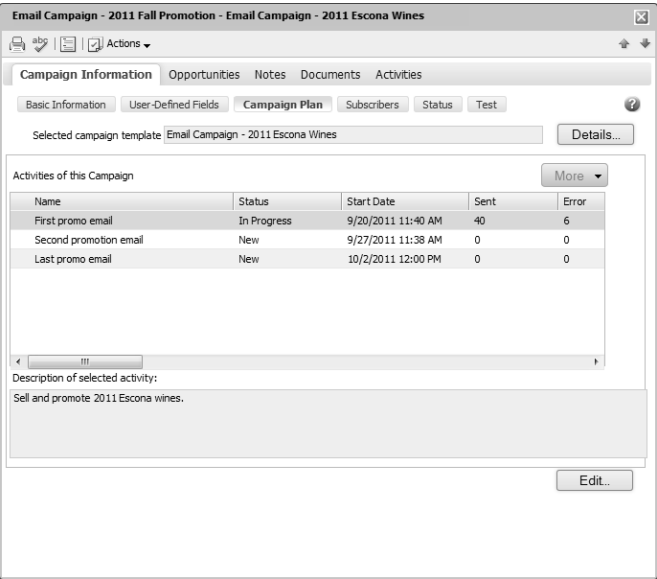 Email Campaign - 2011 Fall Promotion - Email Campaign - 2011 Escona Wines
abc Actions
Campaign Information Opportunities Notes Documents Activities
Basic Information User-Defined Fields Campaign Plan Subscribers Status Test ?
Selected campaign template Email Campaign - 2011 Escona Wines Details...
Activities of this Campaign More
Name Status Start Date Sent Error
First promo email In Progress 9/20/2011 11:40 AM 40 6
Second promotion email New 9/27/2011 11:38 AM 0 0
Last promo email New 10/2/2011 12:00 PM 0 0
Description of selected activity:
Sell and promote 2011 Escona wines.
Edit...